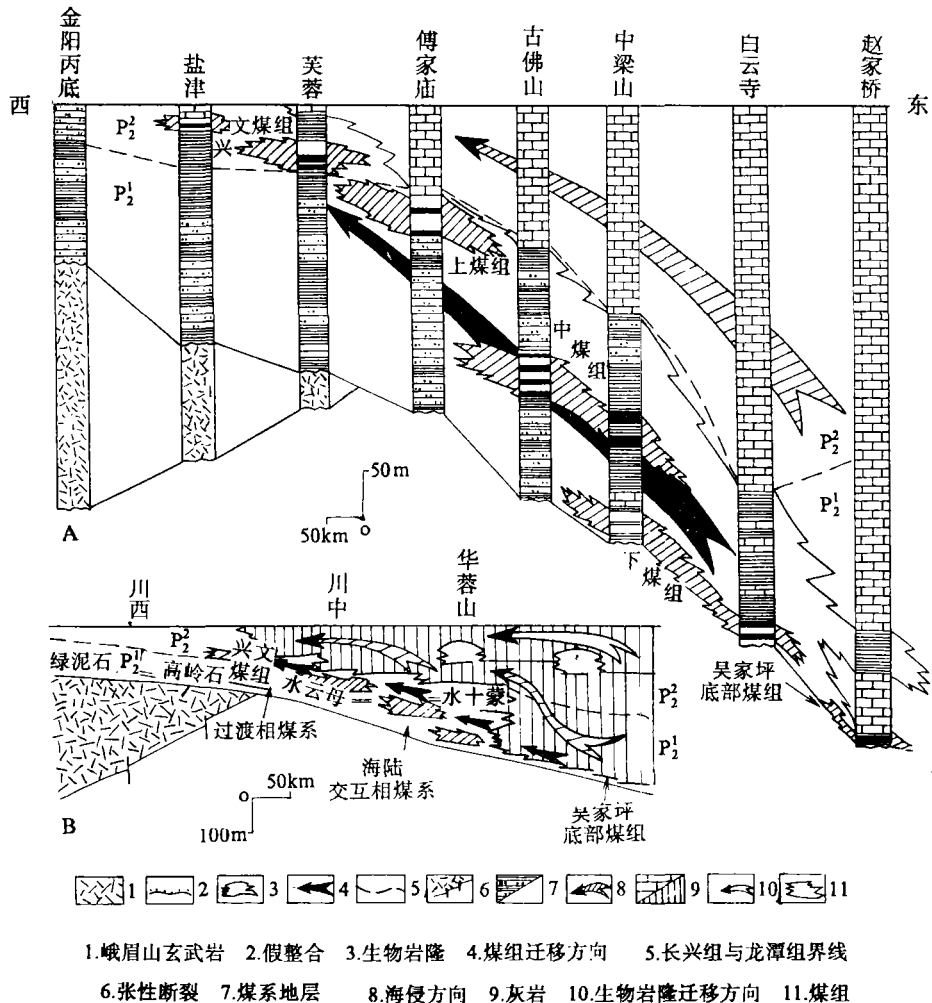 金阳丙底
盐津
芙蓉
傅家庙
古佛山
中梁山
白云寺
赵家桥
西
东
P₂²
兴文煤组
P₂¹
上煤组
中煤组
下煤组
P₂²
P₂¹
50m
50km
o
A
吴家坪
底部煤组
川西
川中
华蓉山
P₂²
兴文
煤组
绿泥石
P₂¹
高岭石
水云母
水十蒙
P₂²
P₂¹
过渡相煤系
海陆
交互相煤系
吴家坪
底部煤组
o
50km
100m
B
1 2 3 4 5 6 7 8 9 10 11
1.峨眉山玄武岩 2.假整合 3.生物岩隆 4.煤组迁移方向 5.长兴组与龙潭组界线
6.张性断裂 7.煤系地层 8.海侵方向 9.灰岩 10.生物岩隆迁移方向 11.煤组